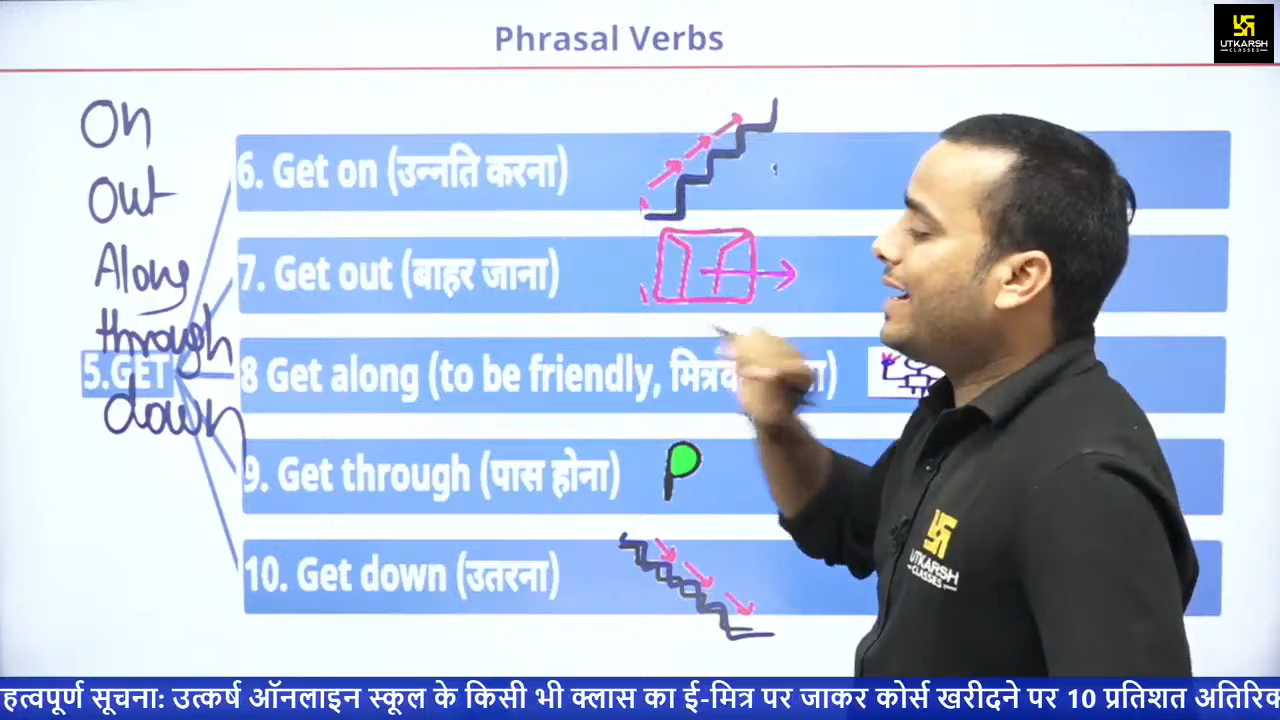 Phrasal Verbs
UTKARSH
CLASSES
On
Out
Along
through
down
5.GET
6. Get on (उन्नति करना)
7. Get out (बाहर जाना)
8 Get along (to be friendly,
9. Get through (पास होना)
10. Get down (उतरना)
UTKARSH
CLASSES
हत्वपूर्ण सूचना: उत्कर्ष ऑनलाइन स्कूल के किसी भी क्लास का ई-मित्र पर जाकर कोर्स खरीदने पर 10 प्रतिशत अतिरिक्